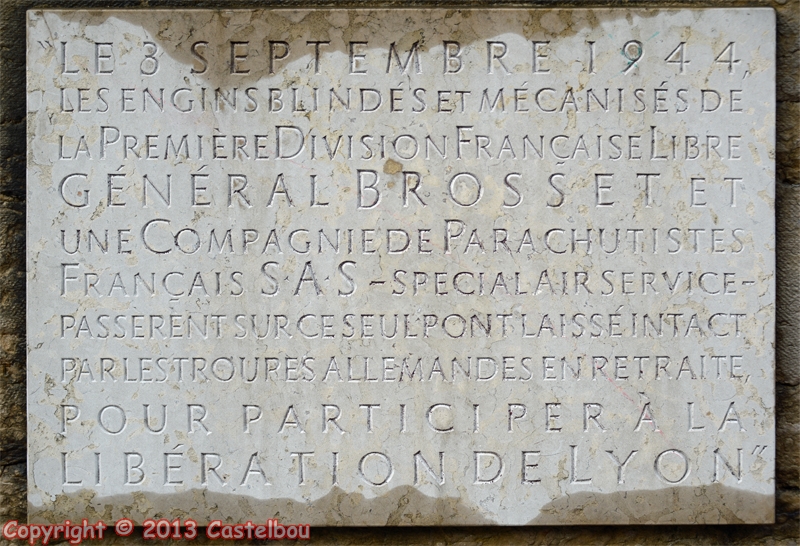 "LE 3 SEPTEMBRE 1944,
LES ENGINS BLINDÉS ET MÉCANISÉS DE
LA PREMIÈRE DIVISION FRANÇAISE LIBRE
GÉNÉRAL BROSSET ET
UNE COMPAGNIE DE PARACHUTISTES
FRANÇAIS SAS - SPECIAL AIR SERVICE -
PASSÈRENT SUR CE SEUL PONT LAISSÉ INTACT
PAR LES TROUPES ALLEMANDES EN RETRAITE,
POUR PARTICIPER À LA
LIBÉRATION DE LYON"
Copyright © 2013 Castelbou